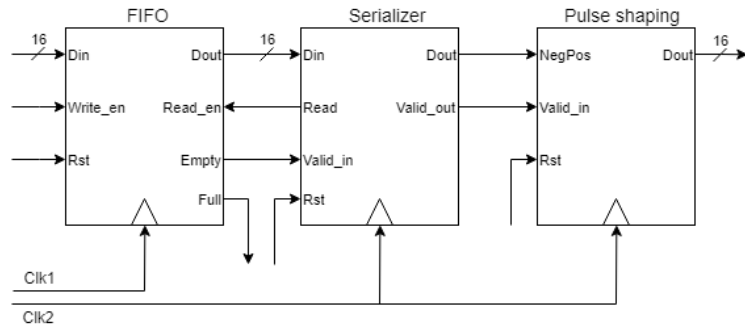 FIFO
Serializer
Pulse shaping
16
Din
Dout
16
Din
Dout
NegPos
Dout
16
Write_en
Read_en
Read
Valid_out
Valid_in
Rst
Empty
Valid_in
Rst
Full
Rst
Clk1
Clk2